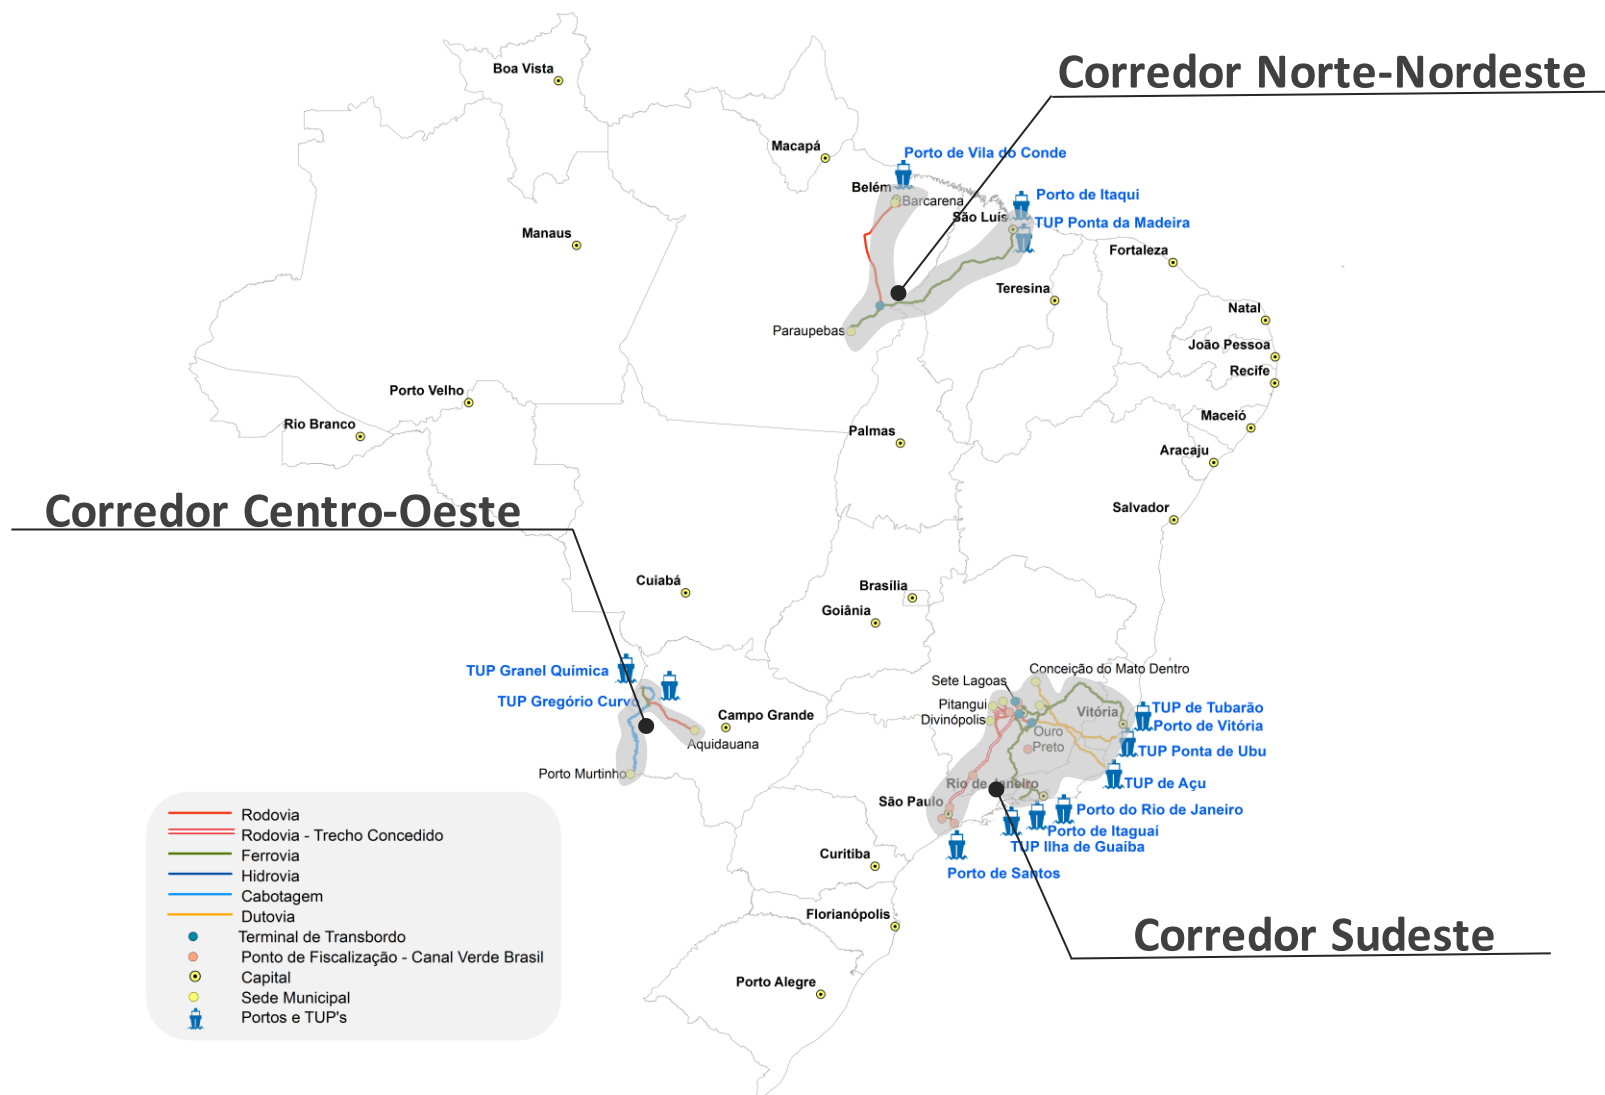 Corredor Norte-Nordeste
Boa Vista
Macapá
Porto de Vila do Conde
Belém
Barcarena
Porto de Itaqui
São Luís
TUP Ponta da Madeira
Manaus
Fortaleza
Teresina
Natal
Paraupebas
João Pessoa
Recife
Porto Velho
Rio Branco
Maceió
Palmas
Aracaju
Corredor Centro-Oeste
Salvador
Cuiabá
Brasília
Goiânia
TUP Granel Química
TUP Gregório Curvo
Conceição do Mato Dentro
Sete Lagoas
Pitangui
Divinópolis
Vitória
TUP de Tubarão
Porto de Vitória
Campo Grande
Aquidauana
Ouro
Preto
TUP Ponta de Ubu
Porto Murtinho
Rio de Janeiro
TUP de Açu
São Paulo
Porto do Rio de Janeiro
Porto de Itaguaí
TUP Ilha de Guaíba
Porto de Santos
Curitiba
Florianópolis
Corredor Sudeste
Porto Alegre
Rodovia
Rodovia - Trecho Concedido
Ferrovia
Hidrovia
Cabotagem
Dutovia
Terminal de Transbordo
Ponto de Fiscalização - Canal Verde Brasil
Capital
Sede Municipal
Portos e TUP's